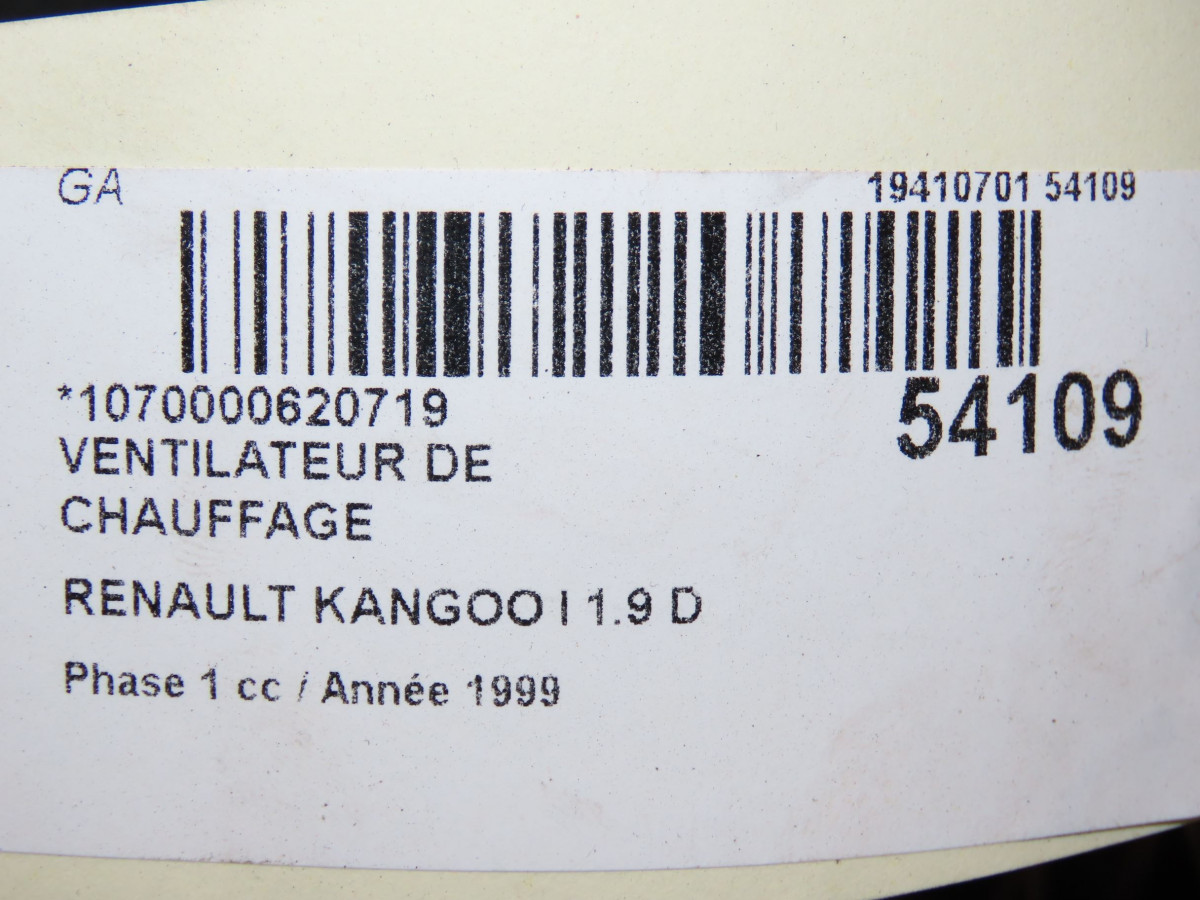 GA
19410701 54109
*1070000620719
54109
VENTILATEUR DE
CHAUFFAGE
RENAULT KANGOO I 1.9 D
Phase 1 cc / Année 1999